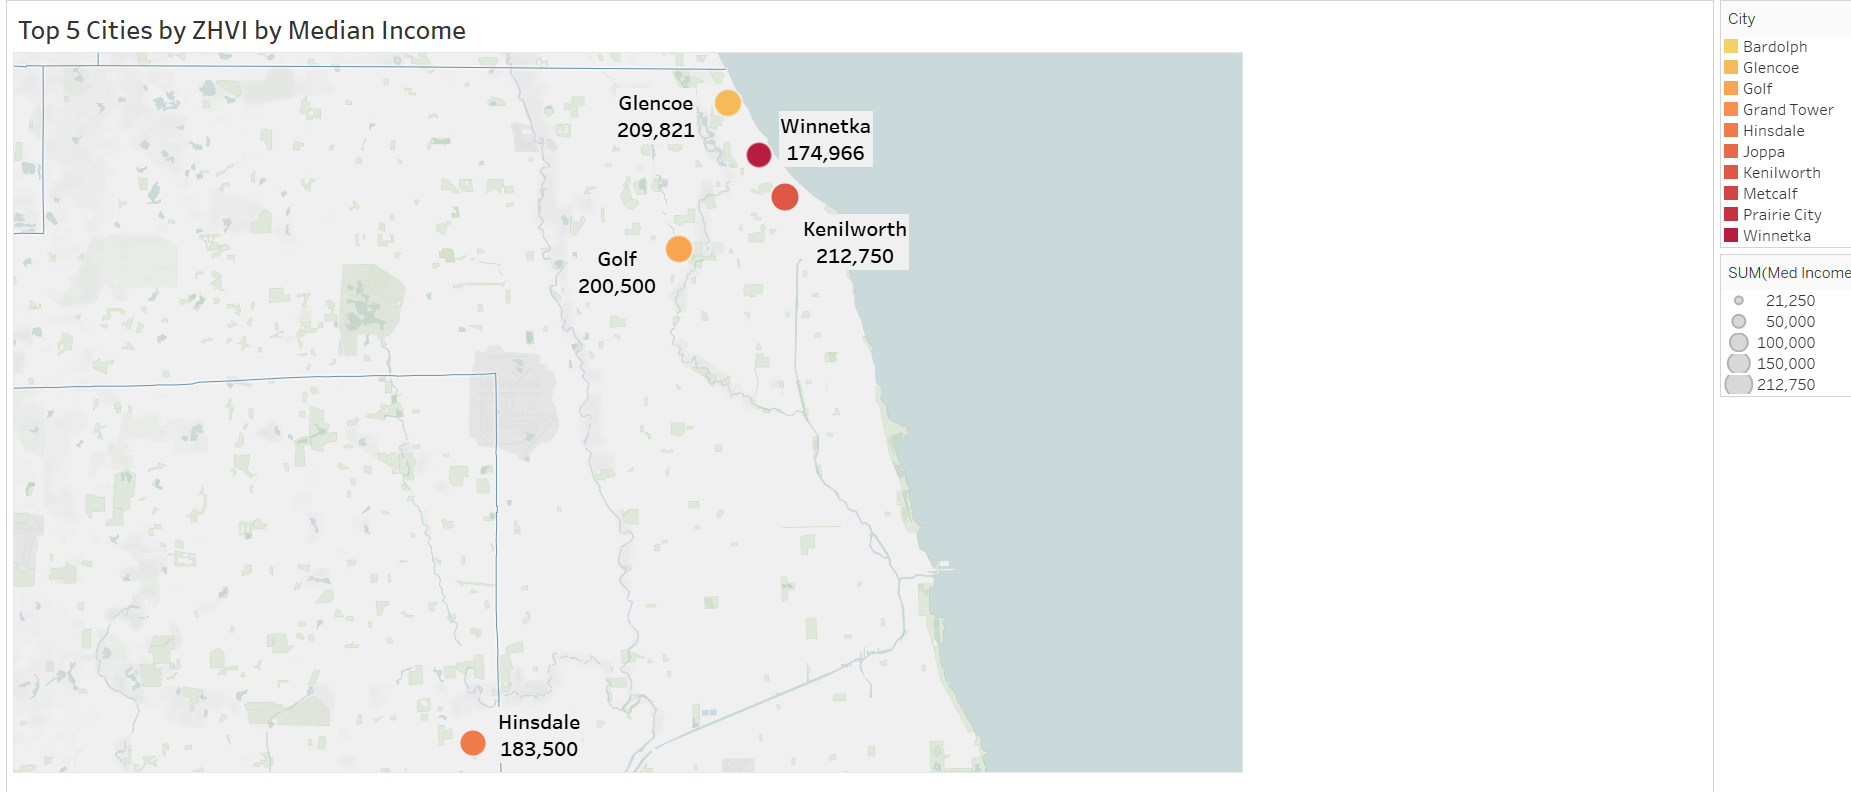 Top 5 Cities by ZHVI by Median Income
Glencoe
209,821
Winnetka
174,966
Kenilworth
212,750
Golf
200,500
Hinsdale
183,500
City
Bardolph
Glencoe
Golf
Grand Tower
Hinsdale
Joppa
Kenilworth
Metcalf
Prairie City
Winnetka
SUM(Med Income
21,250
50,000
100,000
150,000
212,750